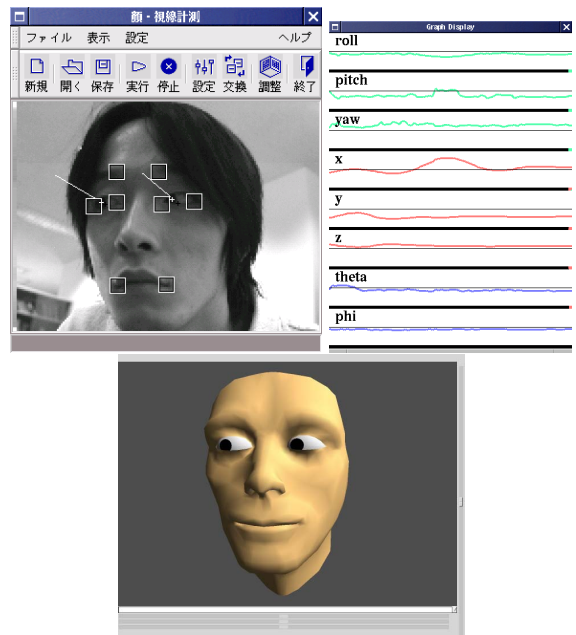 顔・視線計測
ファイル 表示 設定 ヘルプ
新規 開く 保存 実行 停止 設定 交換 調整 終了
Graph Display
roll
pitch
yaw
x
y
z
theta
phi